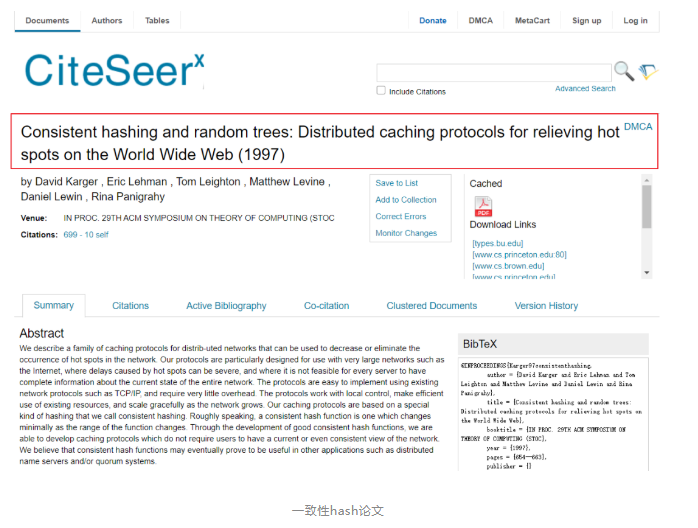 Documents Authors Tables Donate DMCA MetaCart Sign up Log in
CiteSeerx
Include Citations Advanced Search
Consistent hashing and random trees: Distributed caching protocols for relieving hot DMCA
spots on the World Wide Web (1997)
by David Karger , Eric Lehman , Tom Leighton , Matthew Levine ,
Daniel Lewin , Rina Panigrahy
Venue: IN PROC. 29TH ACM SYMPOSIUM ON THEORY OF COMPUTING (STOC
Citations: 699 - 10 self
Save to List
Add to Collection
Correct Errors
Monitor Changes
Cached
PDF
Download Links
[types.bu.edu]
[www.cs.princeton.edu:80]
[www.cs.brown.edu]
Summary Citations Active Bibliography Co-citation Clustered Documents Version History
Abstract
We describe a family of caching protocols for distrib-uted networks that can be used to decrease or eliminate the
occurrence of hot spots in the network. Our protocols are particularly designed for use with very large networks such as
the Internet, where delays caused by hot spots can be severe, and where it is not feasible for every server to have
complete information about the current state of the entire network. The protocols are easy to implement using existing
network protocols such as TCP/IP, and require very little overhead. The protocols work with local control, make efficient
use of existing resources, and scale gracefully as the network grows. Our caching protocols are based on a special
kind of hashing that we call consistent hashing. Roughly speaking, a consistent hash function is one which changes
minimally as the range of the function changes. Through the development of good consistent hash functions, we are
able to develop caching protocols which do not require users to have a current or even consistent view of the network.
We believe that consistent hash functions may eventually prove to be useful in other applications such as distributed
name servers and/or quorum systems.
BibTeX
@INPROCEEDINGS{Karger97consistenthashing,
author = {David Karger and Eric Lehman and Tom
Leighton and Matthew Levine and Daniel Lewin and Rina
Panigrahy},
title = {Consistent hashing and random trees:
Distributed caching protocols for relieving hot spots on
the World Wide Web},
booktitle = {IN PROC. 29TH ACM SYMPOSIUM ON
THEORY OF COMPUTING (STOC},
year = {1997},
pages = {654--663},
publisher = {}
一致性hash论文